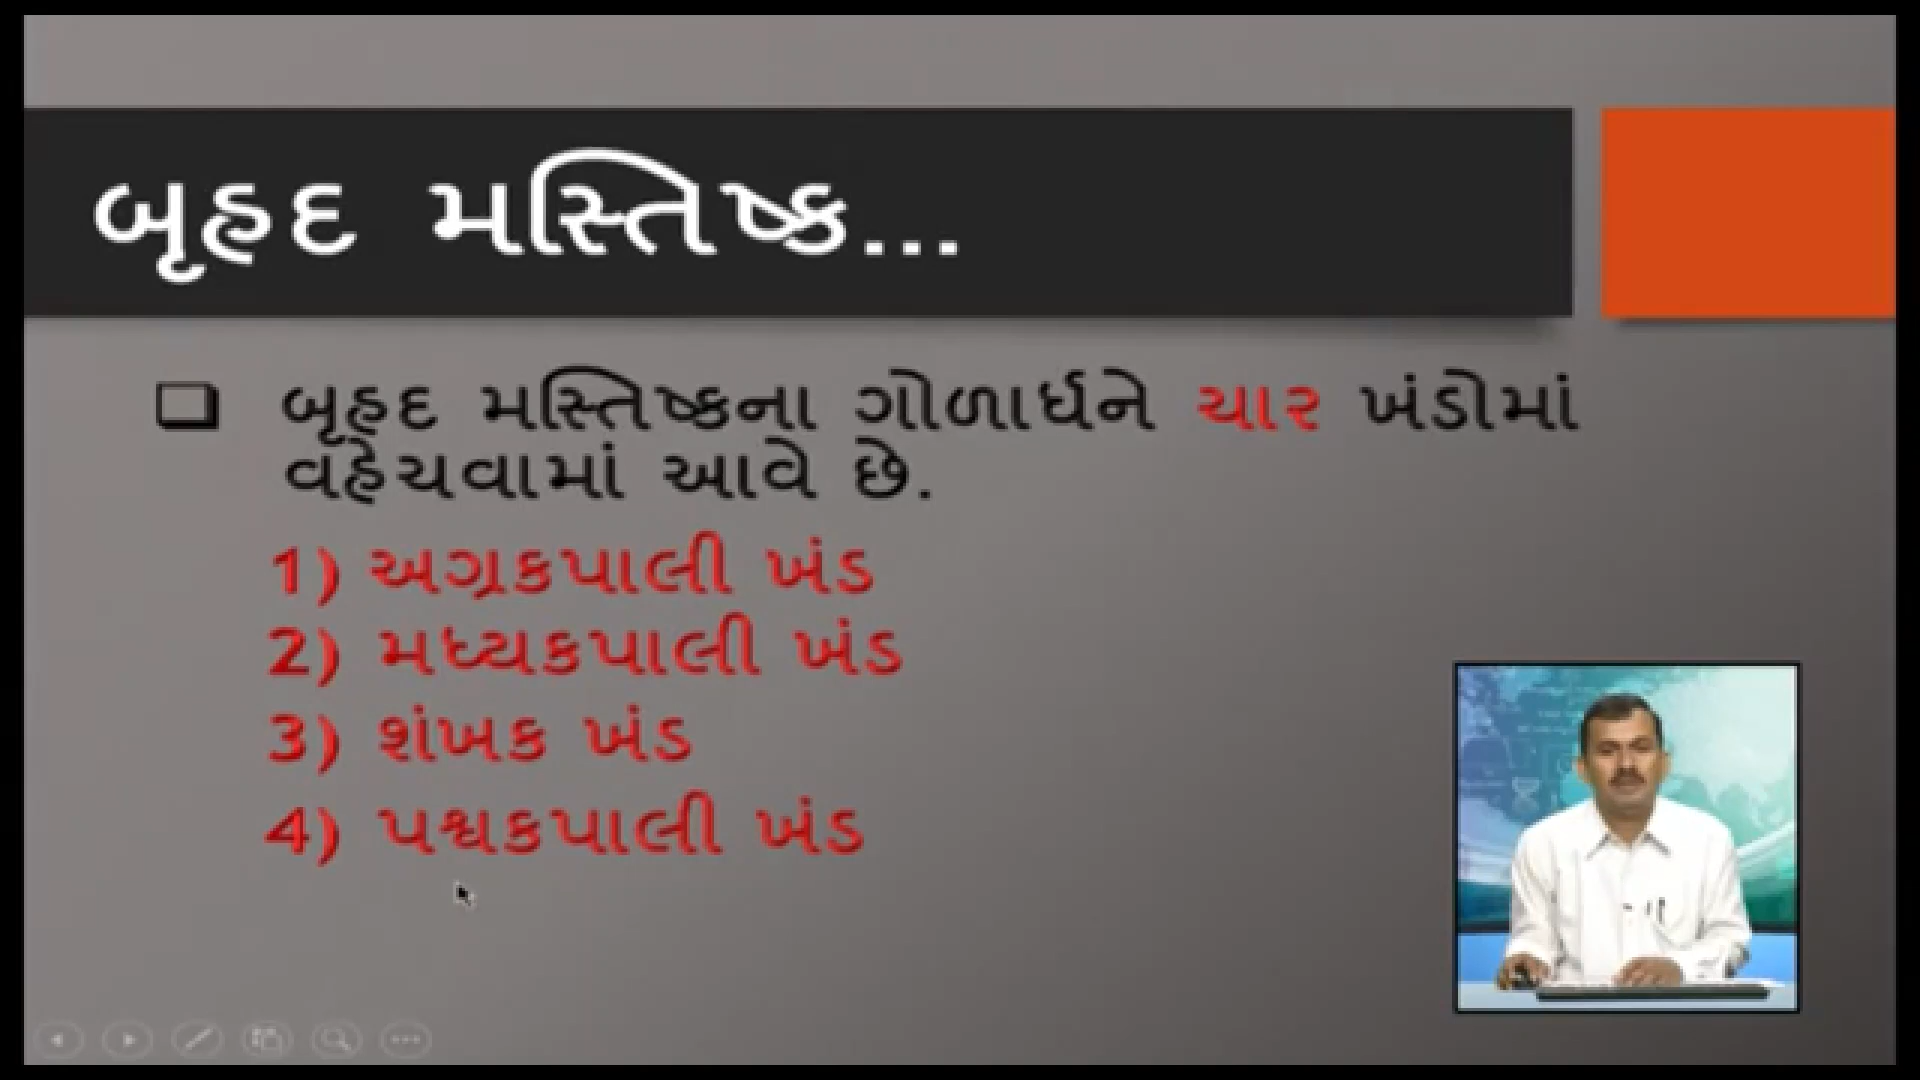 બૃહદ મસ્તિષ્ક...
❑ બૃહદ મસ્તિષ્કના ગોળાર્ધને ચાર ખંડોમાં
વહેચવામાં આવે છે.
1) અગ્રકપાલી ખંડ
2) મધ્યકપાલી ખંડ
3) શંખક ખંડ
4) પશ્વકપાલી ખંડ